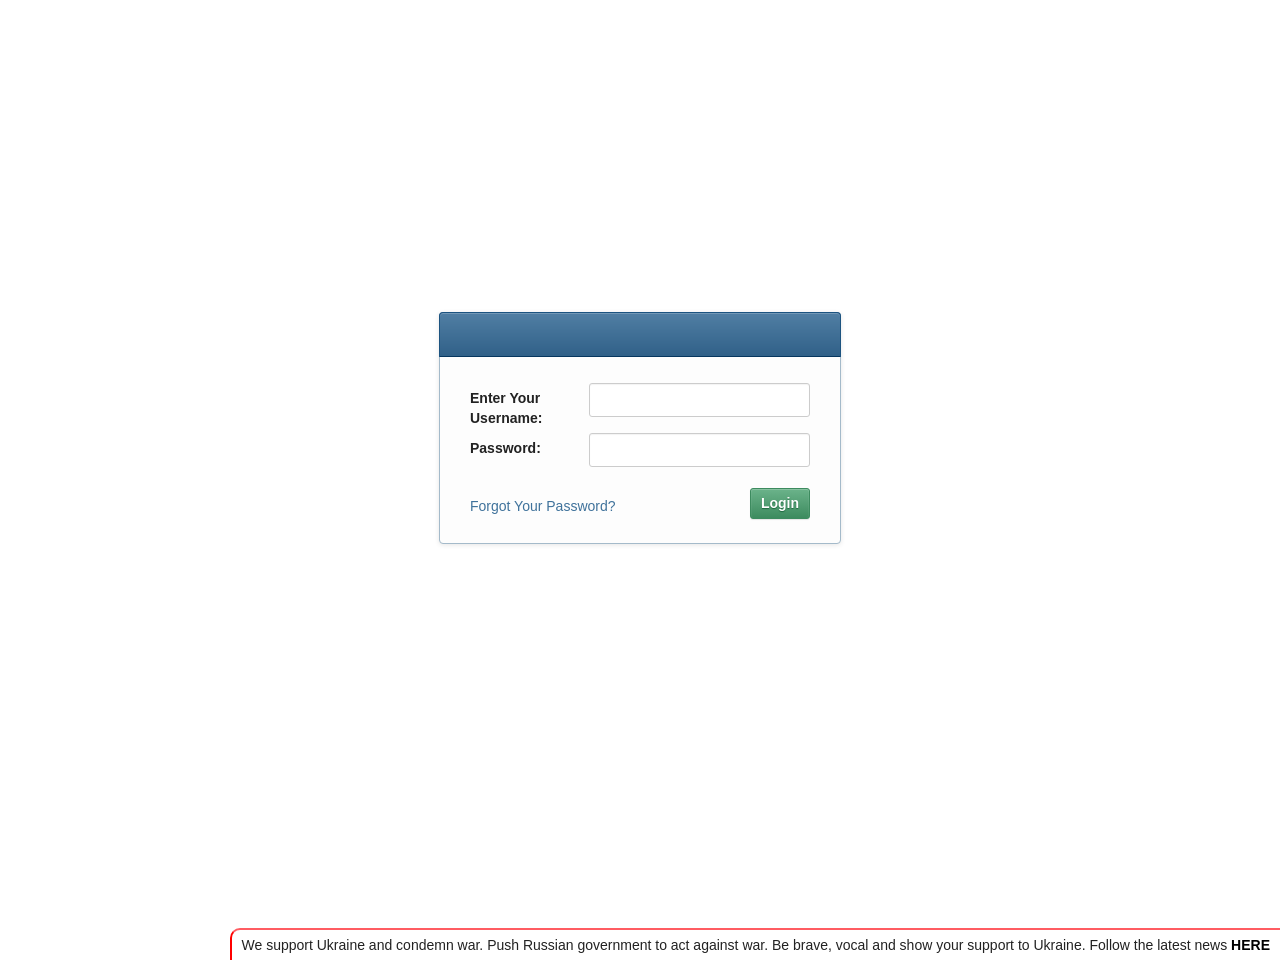 Enter Your
Username:
Password:
Forgot Your Password?
Login
We support Ukraine and condemn war. Push Russian government to act against war. Be brave, vocal and show your support to Ukraine. Follow the latest news HERE